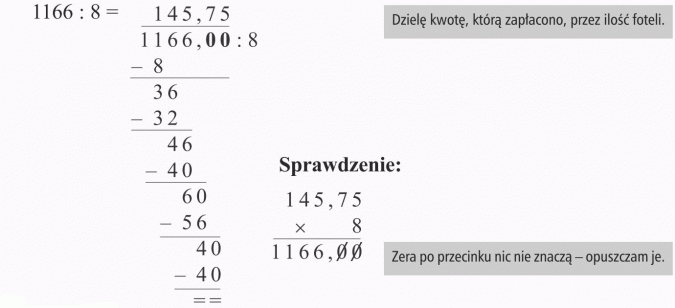 1166 : 8 =
145,75
Dzielę kwotę, którą zapłacono, przez ilość foteli.
1166,00 : 8
– 8
36
– 32
46
– 40
60
– 56
40
– 40
= =
Sprawdzenie:
145,75
× 8
1166,00
Zera po przecinku nic nie znaczą – opuszczam je.